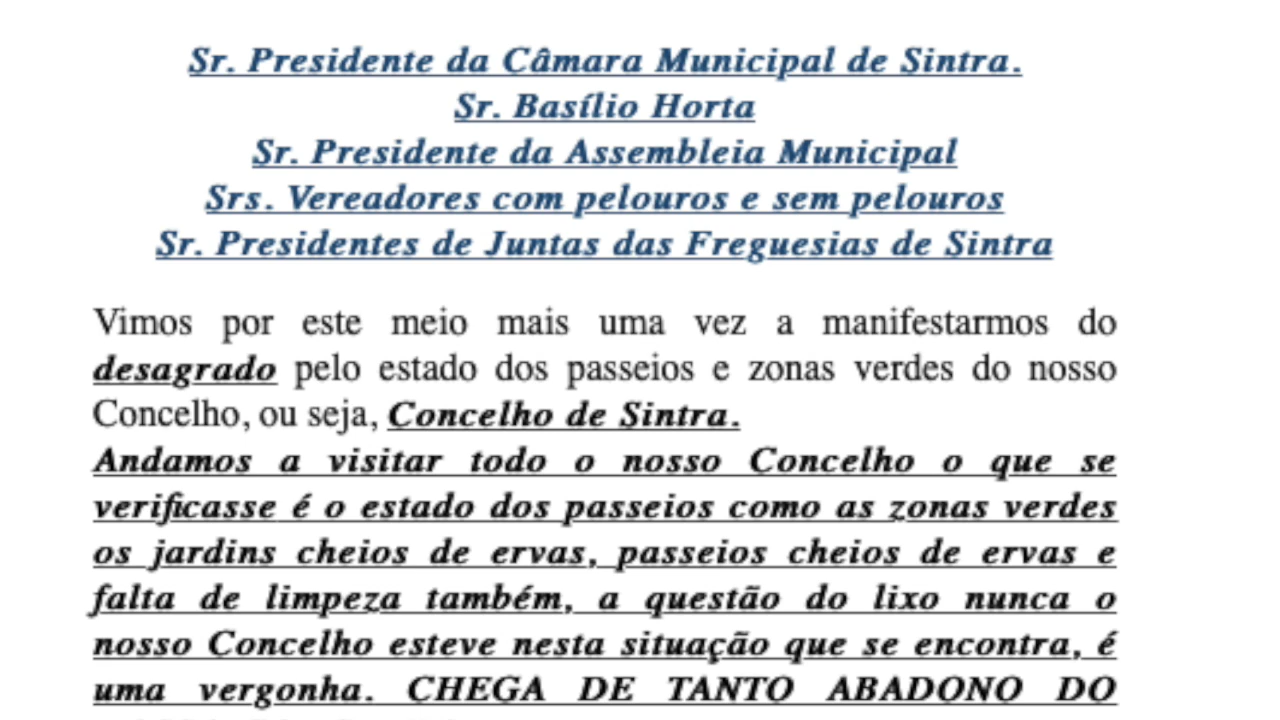 Sr. Presidente da Câmara Municipal de Sintra.
Sr. Basílio Horta
Sr. Presidente da Assembleia Municipal
Srs. Vereadores com pelouros e sem pelouros
Sr. Presidentes de Juntas das Freguesias de Sintra
Vimos por este meio mais uma vez a manifestarmos do
desagrado pelo estado dos passeios e zonas verdes do nosso
Concelho, ou seja, Concelho de Sintra.
Andamos a visitar todo o nosso Concelho o que se
verificasse é o estado dos passeios como as zonas verdes
os jardins cheios de ervas, passeios cheios de ervas e
falta de limpeza também, a questão do lixo nunca o
nosso Concelho esteve nesta situação que se encontra, é
uma vergonha. CHEGA DE TANTO ABADONO DO